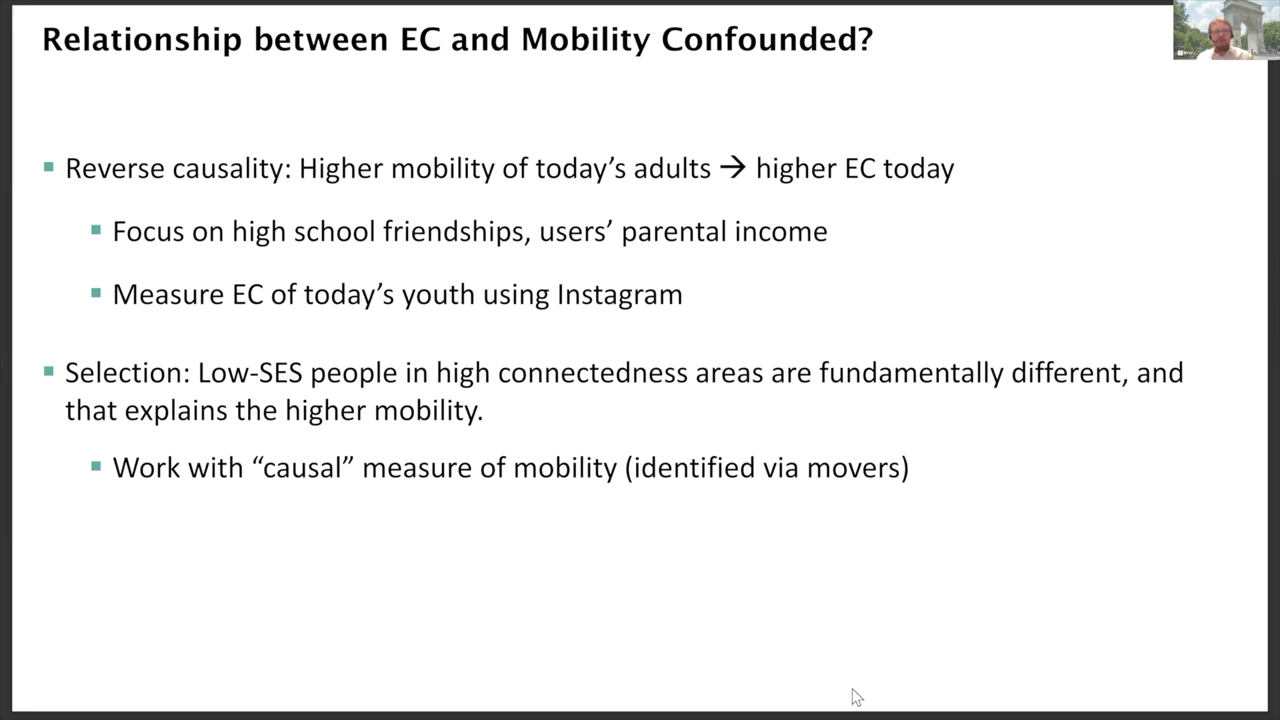 Relationship between EC and Mobility Confounded?
Reverse causality: Higher mobility of today’s adults → higher EC today
Focus on high school friendships, users’ parental income
Measure EC of today’s youth using Instagram
Selection: Low-SES people in high connectedness areas are fundamentally different, and
that explains the higher mobility.
Work with “causal” measure of mobility (identified via movers)